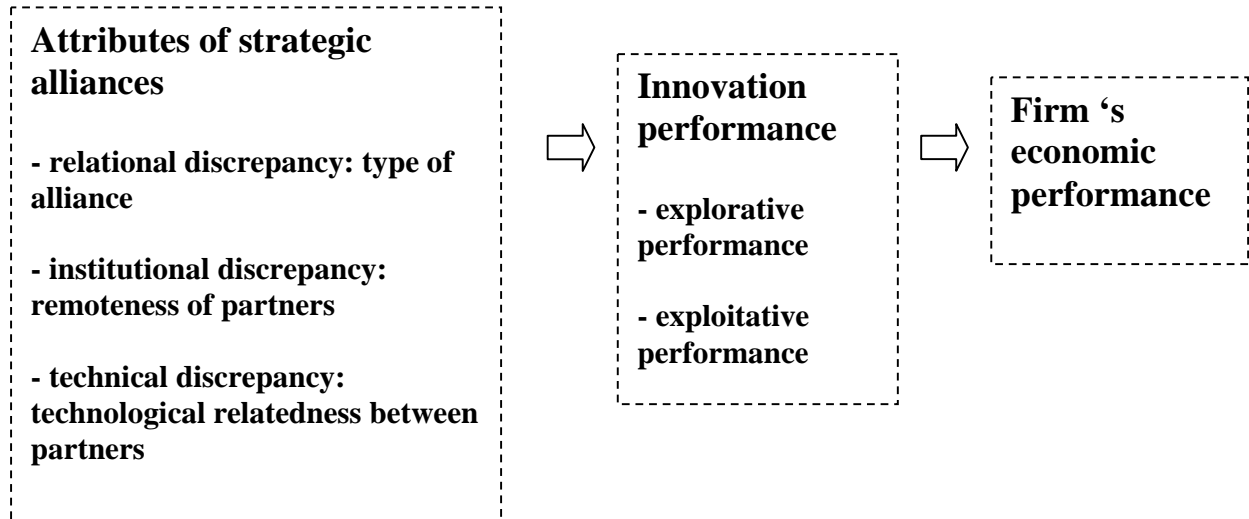 Attributes of strategic
alliances
- relational discrepancy: type of
alliance
- institutional discrepancy:
remoteness of partners
- technical discrepancy:
technological relatedness between
partners
Innovation
performance
- explorative
performance
- exploitative
performance
Firm ‘s
economic
performance